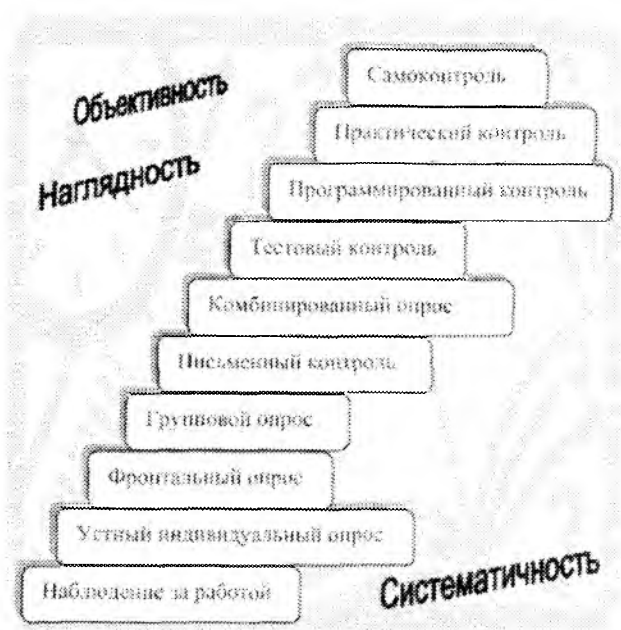 Самоконтроль
Объективность
Практический контроль
Наглядность
Программированный контроль
Тестовый контроль
Комбинированный опрос
Письменный контроль
Групповой опрос
Фронтальный опрос
Устный индивидуальный опрос
Наблюдение за работой
Систематичность